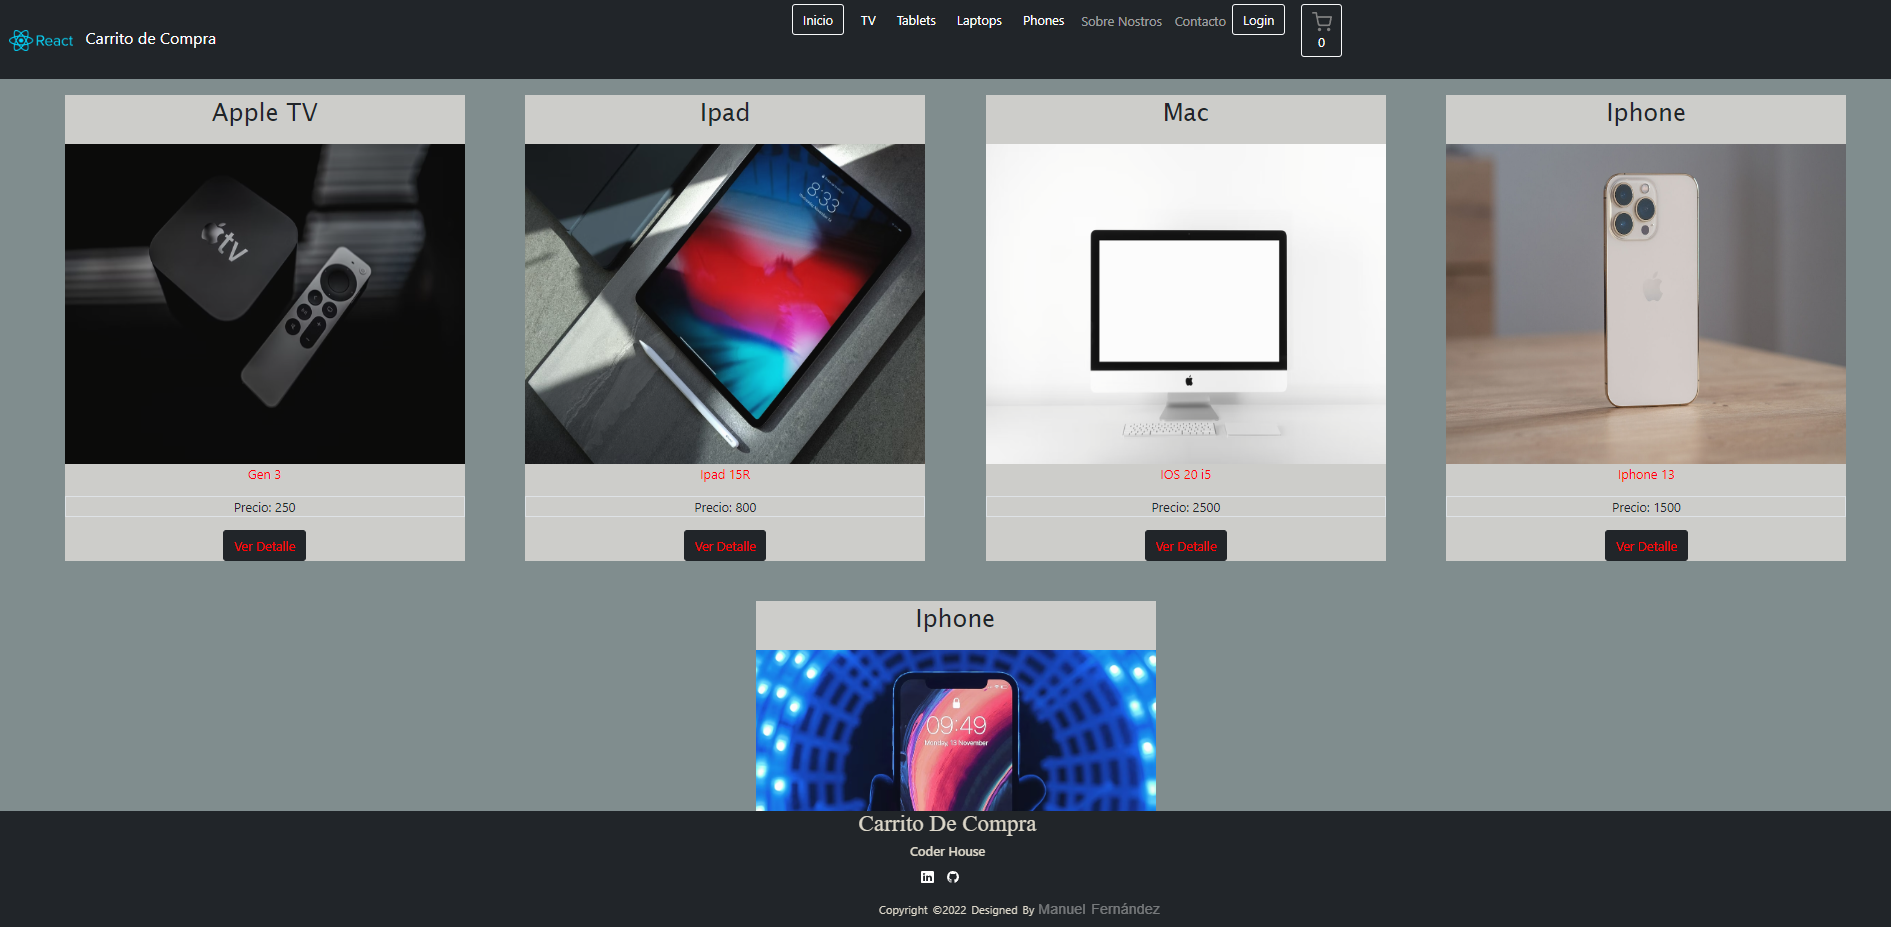 React Carrito de Compra
Inicio TV Tablets Laptops Phones Sobre Nostros Contacto Login
0
Apple TV
tv
Gen 3
Precio: 250
Ver Detalle
Ipad
8:33
Ipad 15R
Precio: 800
Ver Detalle
Mac
IOS 20 i5
Precio: 2500
Ver Detalle
Iphone
Iphone 13
Precio: 1500
Ver Detalle
Iphone
09:49
Monday, 13 November
Carrito De Compra
Coder House
in
Copyright ©2022 Designed By Manuel Fernández